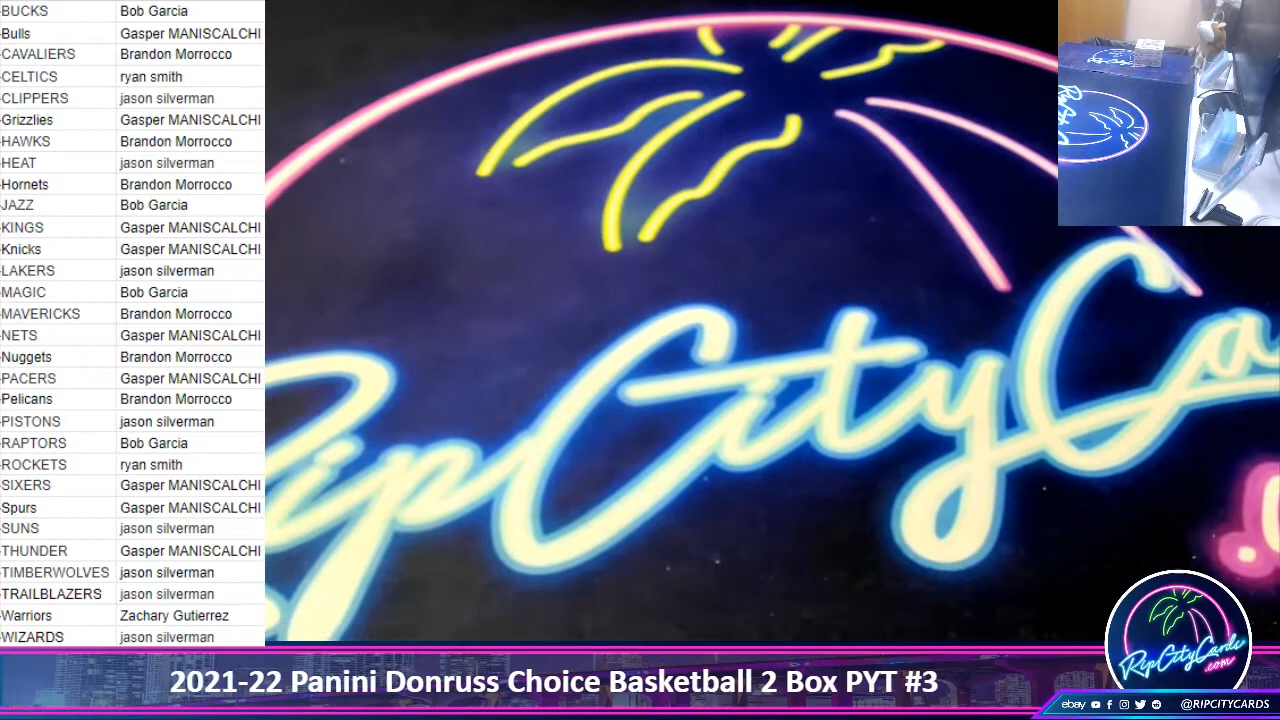 -BUCKS Bob Garcia
-Bulls Gasper MANISCALCHI
-CAVALIERS Brandon Morrocco
-CELTICS ryan smith
-CLIPPERS jason silverman
-Grizzlies Gasper MANISCALCHI
-HAWKS Brandon Morrocco
-HEAT jason silverman
-Hornets Brandon Morrocco
-JAZZ Bob Garcia
-KINGS Gasper MANISCALCHI
-Knicks Gasper MANISCALCHI
-LAKERS jason silverman
-MAGIC Bob Garcia
-MAVERICKS Brandon Morrocco
-NETS Gasper MANISCALCHI
-Nuggets Brandon Morrocco
-PACERS Gasper MANISCALCHI
-Pelicans Brandon Morrocco
-PISTONS jason silverman
-RAPTORS Bob Garcia
-ROCKETS ryan smith
-SIXERS Gasper MANISCALCHI
-Spurs Gasper MANISCALCHI
-SUNS jason silverman
-THUNDER Gasper MANISCALCHI
-TIMBERWOLVES jason silverman
-TRAILBLAZERS jason silverman
-Warriors Zachary Gutierrez
-WIZARDS jason silverman
RipCityCa
2021-22 Panini Donruss Choice Basketball 2 Box PYT #3
RipCityCards
.com
ebay @RIPCITYCARDS